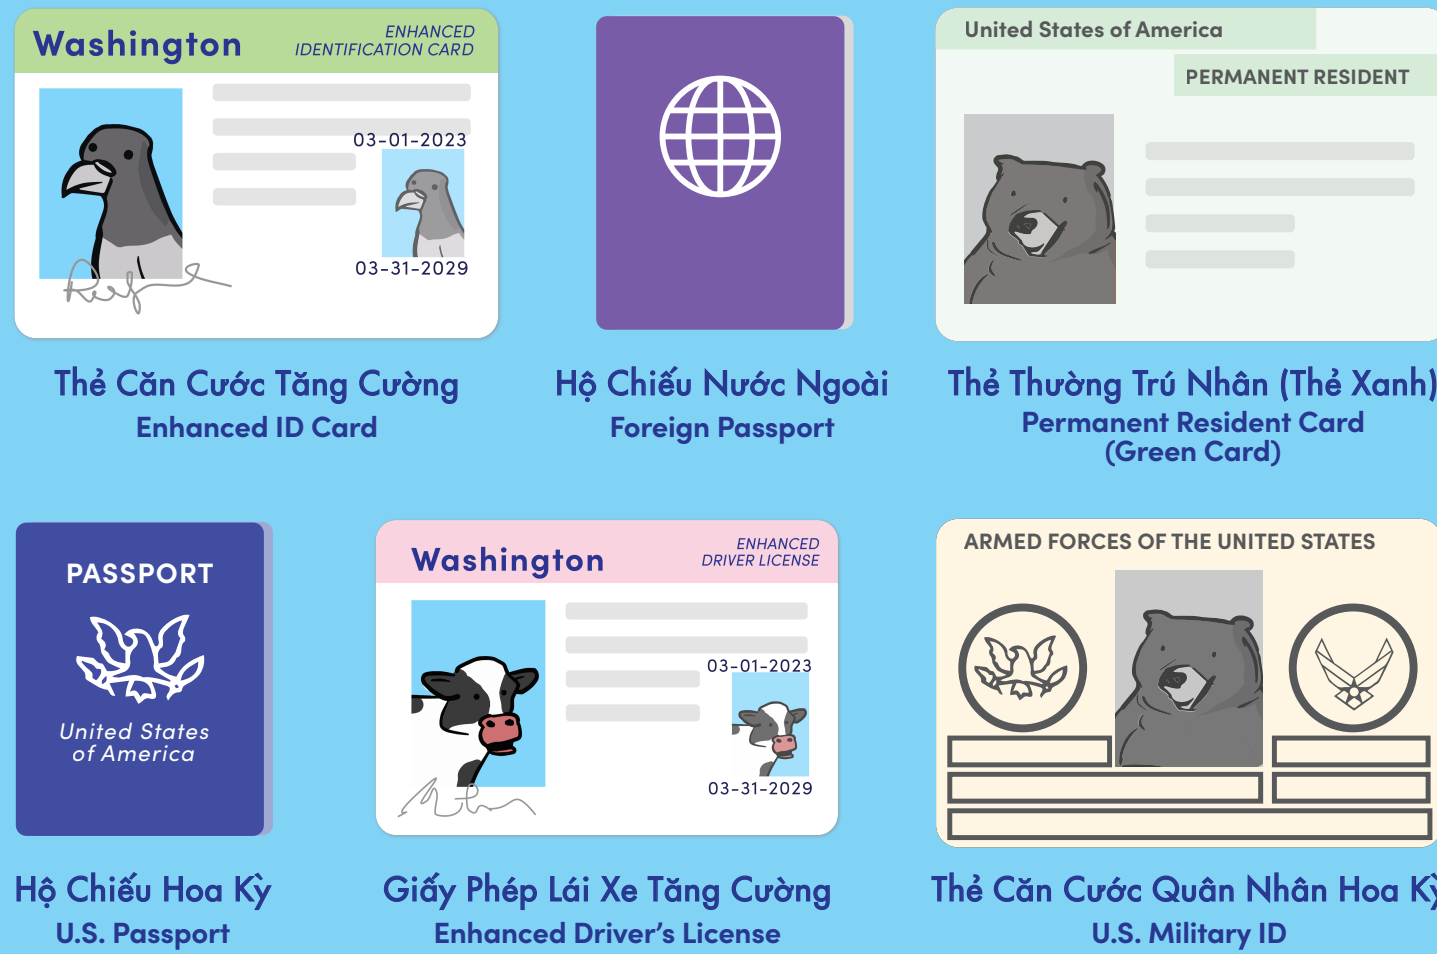 Washington
ENHANCED
IDENTIFICATION CARD
03-01-2023
03-31-2029
Thẻ Căn Cước Tăng Cường
Enhanced ID Card
Hộ Chiếu Nước Ngoài
Foreign Passport
United States of America
PERMANENT RESIDENT
Thẻ Thường Trú Nhân (Thẻ Xanh)
Permanent Resident Card
(Green Card)
PASSPORT
United States
of America
Hộ Chiếu Hoa Kỳ
U.S. Passport
Washington
ENHANCED
DRIVER LICENSE
03-01-2023
03-31-2029
Giấy Phép Lái Xe Tăng Cường
Enhanced Driver's License
ARMED FORCES OF THE UNITED STATES
Thẻ Căn Cước Quân Nhân Hoa Kỳ
U.S. Military ID